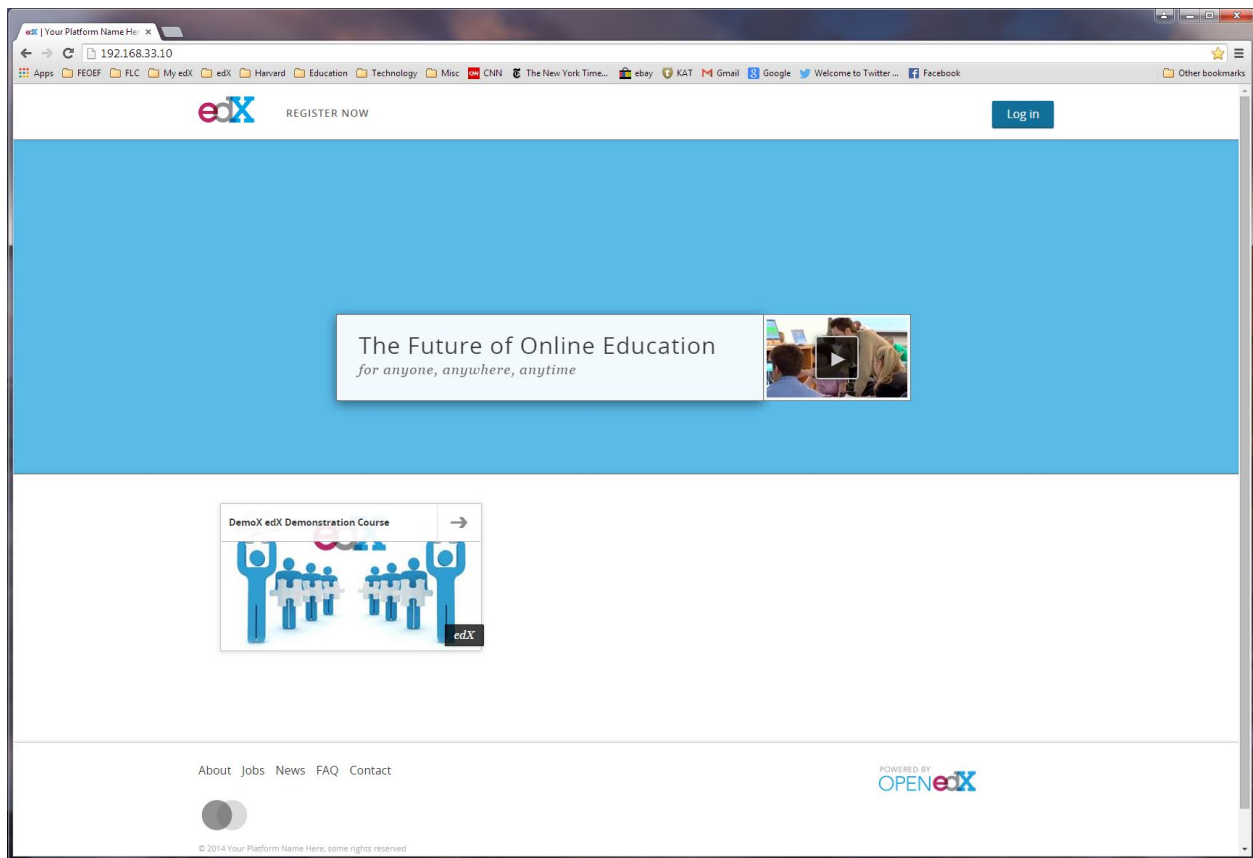 edX | Your Platform Name Her
192.168.33.10
Apps FEOEF FLC My edX edX Harvard Education Technology Misc CNN The New York Time... ebay KAT Gmail Google Welcome to Twitter ... Facebook Other bookmarks
edX REGISTER NOW Log in
The Future of Online Education
for anyone, anywhere, anytime
DemoX edX Demonstration Course
edX
edX
About Jobs News FAQ Contact
POWERED BY
OPEN edX
© 2014 Your Platform Name Here, some rights reserved